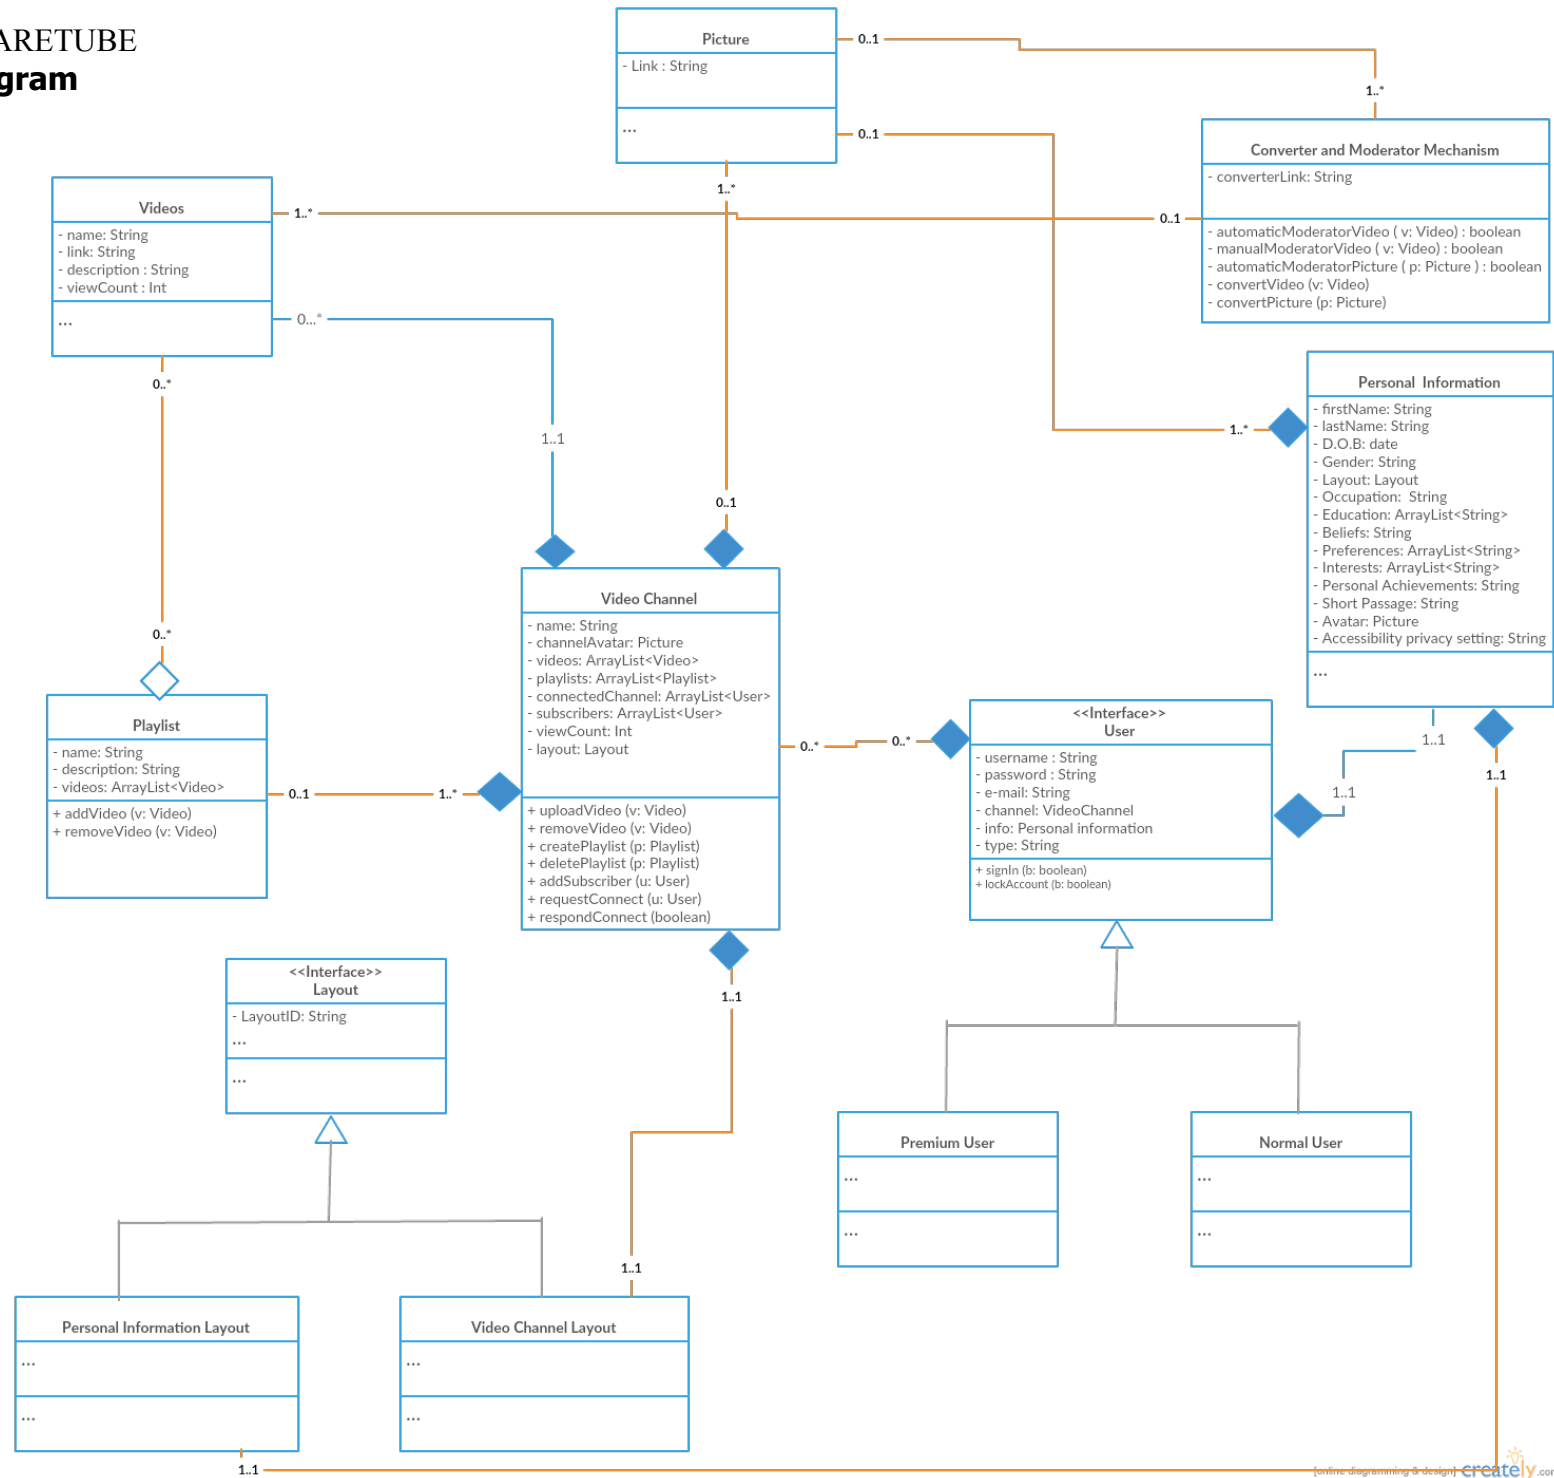 ARETUBE
gram
Picture
- Link : String
...
0..1
1..*
0..1
1..*
Converter and Moderator Mechanism
- converterLink: String
- automaticModeratorVideo ( v: Video) : boolean
- manualModeratorVideo ( v: Video) : boolean
- automaticModeratorPicture ( p: Picture ) : boolean
- convertVideo (v: Video)
- convertPicture (p: Picture)
Videos
- name: String
- link: String
- description : String
- viewCount : Int
...
1..*
0..1
0...*
1..1
0..*
0..*
0..1
1..*
Personal  Information
- firstName: String
- lastName: String
- D.O.B: date
- Gender: String
- Layout: Layout
- Occupation:  String
- Education: ArrayList<String>
- Beliefs: String
- Preferences: ArrayList<String>
- Interests: ArrayList<String>
- Personal Achievements: String
- Short Passage: String
- Avatar: Picture
- Accessibility privacy setting: String
...
1..1
1..1
1..1
Video Channel
- name: String
- channelAvatar: Picture
- videos: ArrayList<Video>
- playlists: ArrayList<Playlist>
- connectedChannel: ArrayList<User>
- subscribers: ArrayList<User>
- viewCount: Int
- layout: Layout
+ uploadVideo (v: Video)
+ removeVideo (v: Video)
+ createPlaylist (p: Playlist)
+ deletePlaylist (p: Playlist)
+ addSubscriber (u: User)
+ requestConnect (u: User)
+ respondConnect (boolean)
Playlist
- name: String
- description: String
- videos: ArrayList<Video>
+ addVideo (v: Video)
+ removeVideo (v: Video)
0..1
1..*
0..*
0..*
<<Interface>>
User
- username : String
- password : String
- e-mail: String
- channel: VideoChannel
- info: Personal information
- type: String
+ signIn (b: boolean)
+ lockAccount (b: boolean)
<<Interface>>
Layout
- LayoutID: String
...
...
1..1
1..1
Premium User
...
...
Normal User
...
...
Personal Information Layout
...
...
Video Channel Layout
...
...
1..1
[online diagramming & design] creately.com